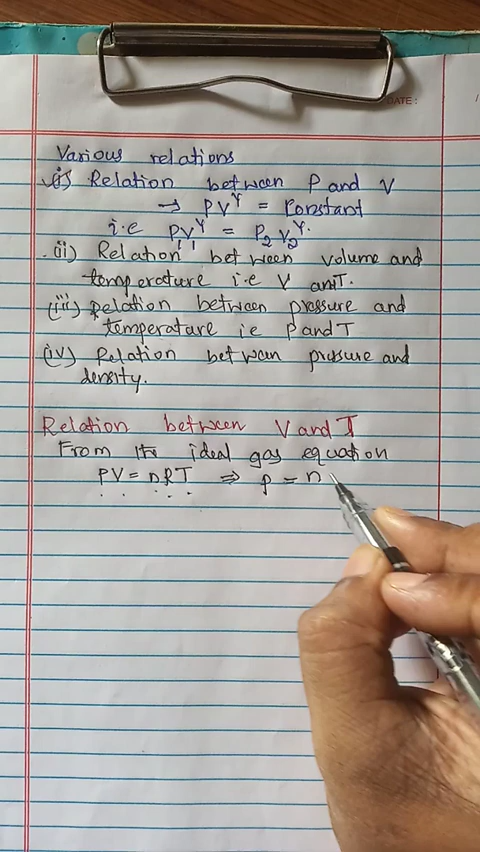 DATE :
Various relations
(i) Relation between P and V
→ PV^γ = Constant
i.e P₁V₁^γ = P₂V₂^γ.
ii) Relation between volume and
temperature i.e V and T.
(iii) Relation between pressure and
temperature ie P and T
(iv) Relation between pressure and
density.
Relation between V and T
From the ideal gas equation
PV = nRT ⇒ P = n